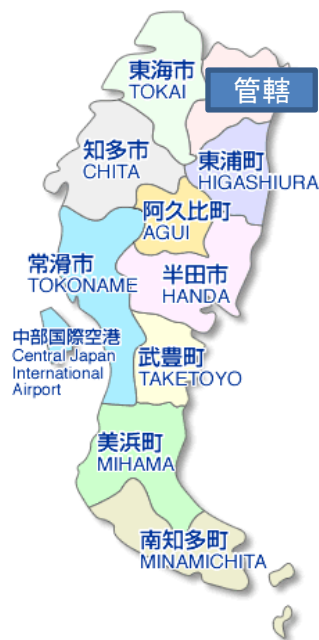 東海市
TOKAI
管轄
知多市
CHITA
東浦町
HIGASHIURA
阿久比町
AGUI
常滑市
TOKONAME
半田市
HANDA
中部国際空港
Central Japan
International
Airport
武豊町
TAKETOYO
美浜町
MIHAMA
南知多町
MINAMICHITA